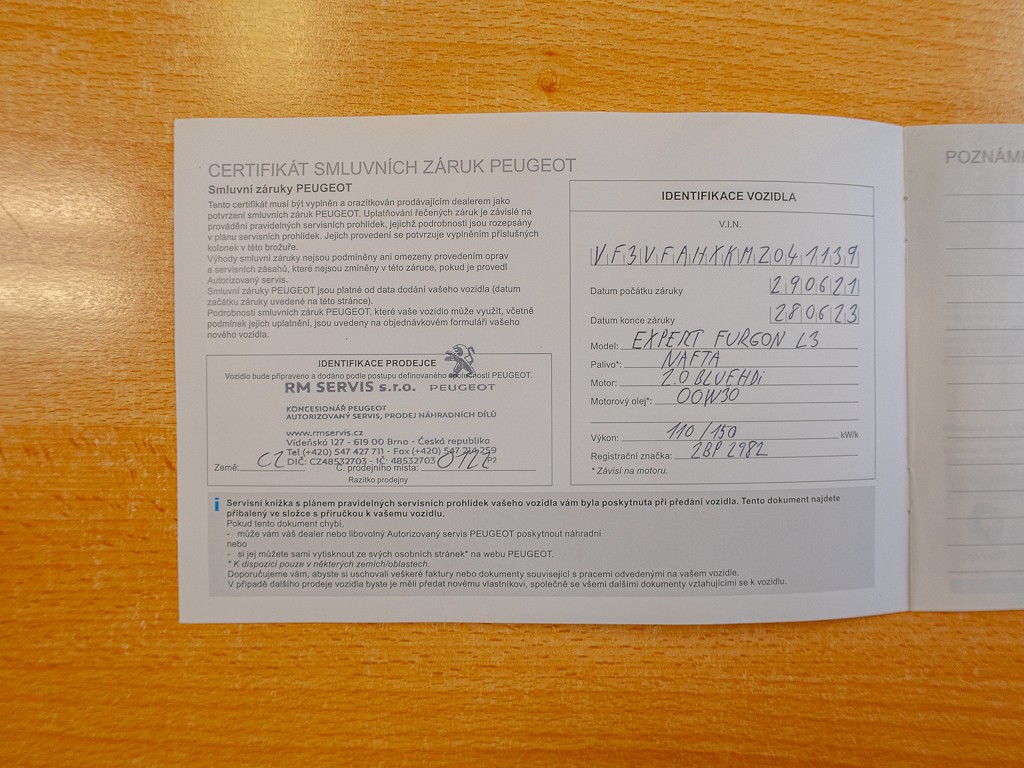 CERTIFIKÁT SMLUVNÍCH ZÁRUK PEUGEOT
Smluvní záruky PEUGEOT
Tento certifikát musí být vyplněn a orazítkován prodávajícím dealerem jako
potvrzení smluvních záruk PEUGEOT. Uplatňování řečených záruk je závislé na
provádění pravidelných servisních prohlídek, jejichž podrobnosti jsou rozepsány
v plánu servisních prohlídek. Jejich provedení se potvrzuje vyplněním příslušných
kolonek v této brožuře.
Výhody smluvní záruky nejsou podmíněny ani omezeny provedením oprav
a servisních zásahů, které nejsou zmíněny v této záruce, pokud je provedl
Autorizovaný servis.
Smluvní záruky PEUGEOT jsou platné od data dodání vašeho vozidla (datum
začátku záruky uvedené na této stránce).
Podrobnosti smluvních záruk PEUGEOT, které vaše vozidlo může využít, včetně
podmínek jejich uplatnění, jsou uvedeny na objednávkovém formuláři vašeho
nového vozidla.
IDENTIFIKACE PRODEJCE
Vozidlo bude připraveno a dodáno podle postupu definovaného společností PEUGEOT.
RM SERVIS s.r.o. PEUGEOT
KONCESIONÁŘ PEUGEOT
AUTORIZOVANÝ SERVIS, PRODEJ NÁHRADNÍCH DÍLŮ
www.rmservis.cz
Vídeňská 127 - 619 00 Brno - Česká republika
Tel (+420) 547 427 711 - Fax (+420) 547 214 259
DIČ: CZ48532703 - IČ: 48532703 P2
Země: CZ Č. prodejního místa:
Razítko prodejny
IDENTIFIKACE VOZIDLA
V.I.N.
VF3VFAHXKMZ041139
Datum počátku záruky 290621
Datum konce záruky 280623
Model: EXPERT FURGON L3
Palivo*: NAFTA
Motor: 2.0 BLUEHDi
Motorový olej*: 00W30
Výkon: 110/150 kW/k
Registrační značka: 2BP 2982
* Závisí na motoru.
i Servisní knížka s plánem pravidelných servisních prohlídek vašeho vozidla vám byla poskytnuta při předání vozidla. Tento dokument najdete
přibalený ve složce s příručkou k vašemu vozidlu.
Pokud tento dokument chybí,
- může vám váš dealer nebo libovolný Autorizovaný servis PEUGEOT poskytnout náhradní
nebo
- si jej můžete sami vytisknout ze svých osobních stránek* na webu PEUGEOT.
* K dispozici pouze v některých zemích/oblastech.
Doporučujeme vám, abyste si uschovali veškeré faktury nebo dokumenty související s pracemi odvedenými na vašem vozidle.
V případě dalšího prodeje vozidla byste je měli předat novému vlastníkovi, společně se všemi dalšími dokumenty vztahujícími se k vozidlu.
POZNÁM